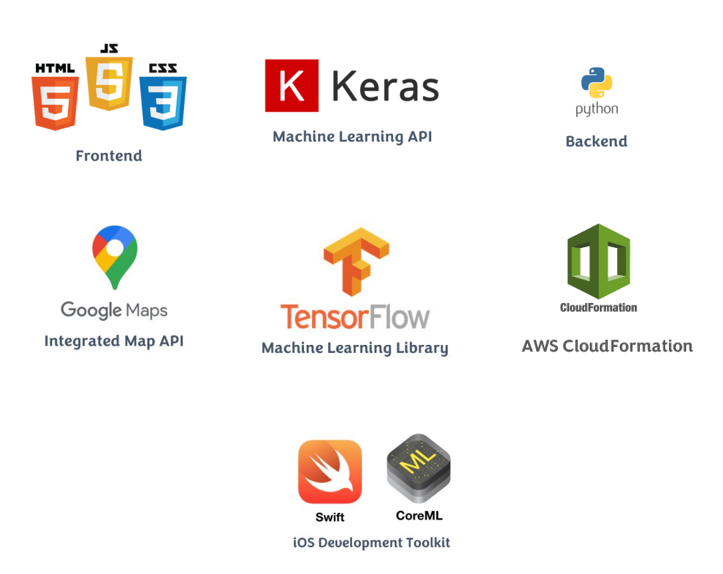 JS
HTML
CSS
5
5
3
Frontend
K Keras
Machine Learning API
python
Backend
Google Maps
Integrated Map API
TensorFlow
Machine Learning Library
CloudFormation
AWS CloudFormation
ML
Swift
CoreML
iOS Development Toolkit